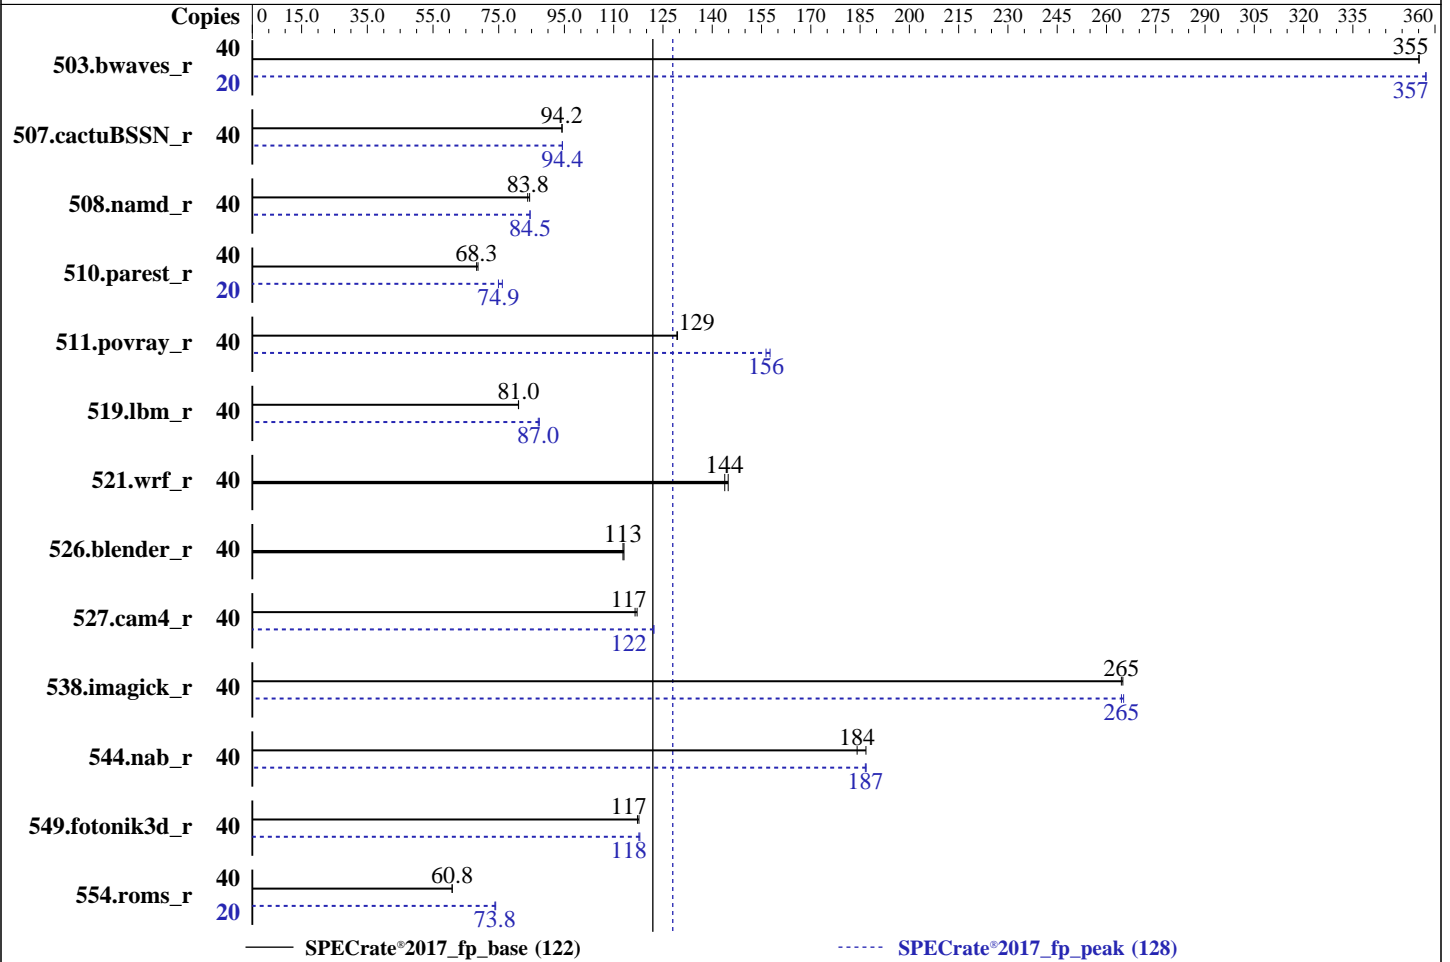 Copies 0 15.0 35.0 55.0 75.0 95.0 110 125 140 155 170 185 200 215 230 245 260 275 290 305 320 335 360
503.bwaves_r 40 355
20 357
507.cactuBSSN_r 40 94.2
94.4
508.namd_r 40 83.8
84.5
510.parest_r 40 68.3
20 74.9
511.povray_r 40 129
156
519.lbm_r 40 81.0
87.0
521.wrf_r 40 144
526.blender_r 40 113
527.cam4_r 40 117
122
538.imagick_r 40 265
265
544.nab_r 40 184
187
549.fotonik3d_r 40 117
118
554.roms_r 40 60.8
20 73.8
SPECrate®2017_fp_base (122) SPECrate®2017_fp_peak (128)